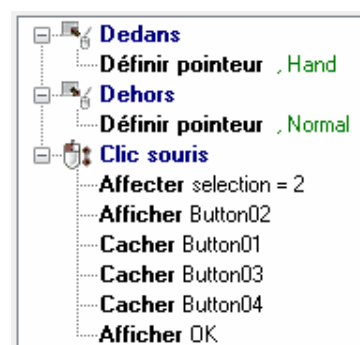 Dedans
Définir pointeur , Hand
Dehors
Définir pointeur , Normal
Clic souris
Affecter selection = 2
Afficher Button02
Cacher Button01
Cacher Button03
Cacher Button04
Afficher OK